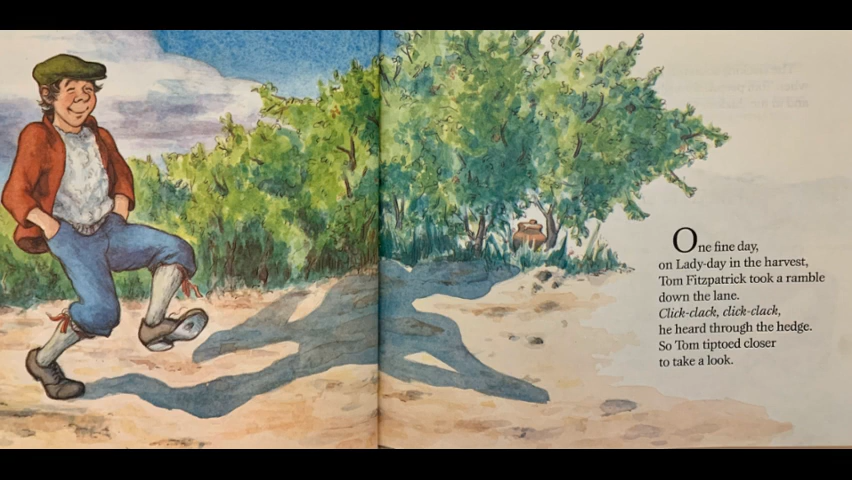 One fine day,
on Lady-day in the harvest,
Tom Fitzpatrick took a ramble
down the lane.
Click-clack, click-clack,
he heard through the hedge.
So Tom tiptoed closer
to take a look.